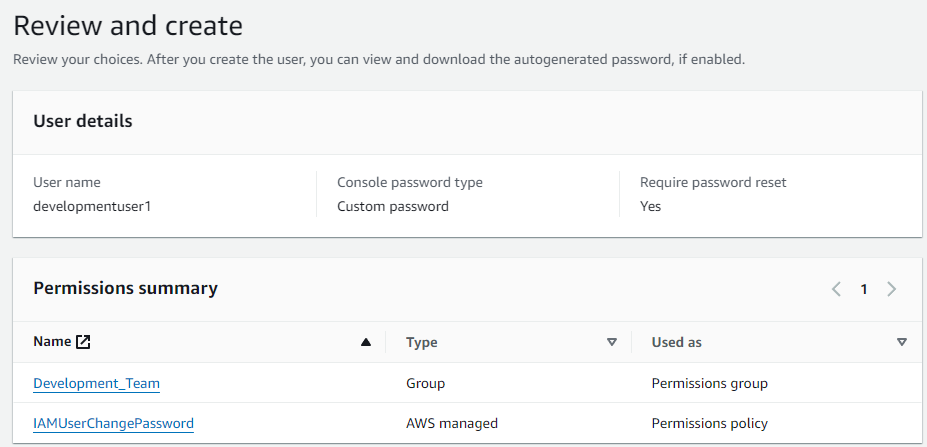 Review and create
Review your choices. After you create the user, you can view and download the autogenerated password, if enabled.
User details
User name
developmentuser1
Console password type
Custom password
Require password reset
Yes
Permissions summary
1
Name
Type
Used as
Development_Team
Group
Permissions group
IAMUserChangePassword
AWS managed
Permissions policy